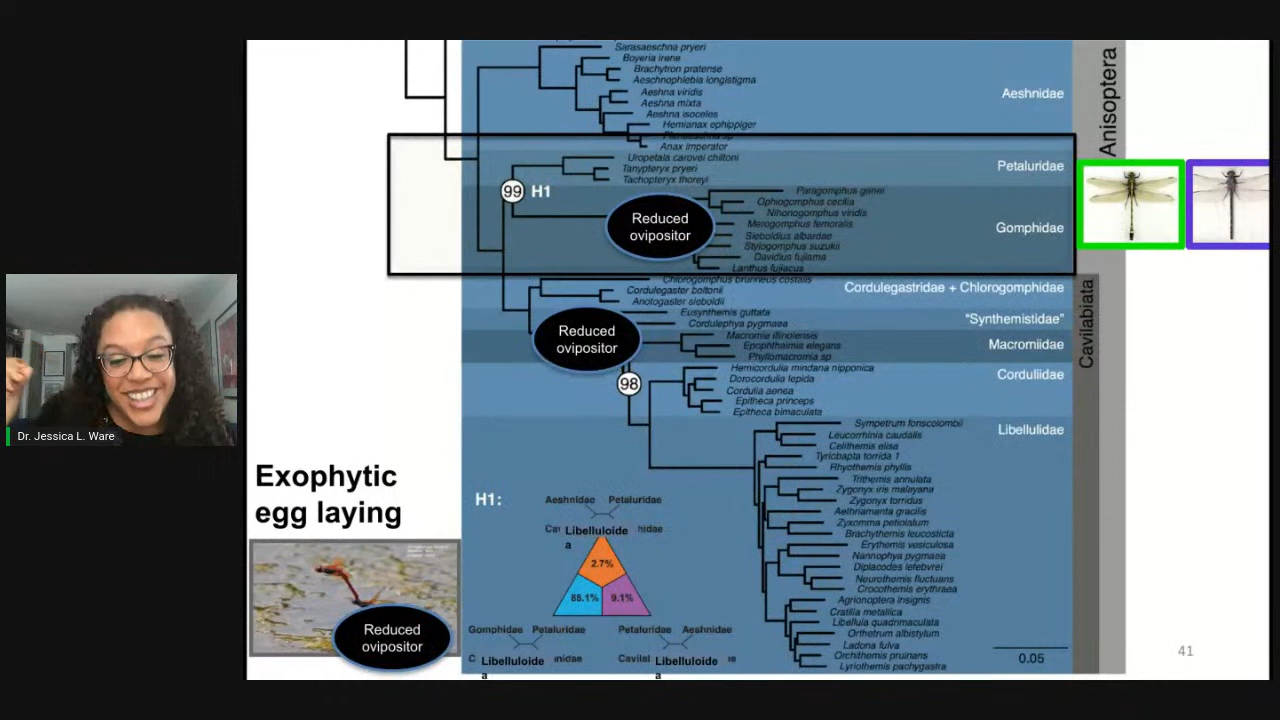 Sarasaeschna pryeri
Boyeria irene
Brachytron pratense
Aeschnophlebia longistigma
Aeshna viridis
Aeshna mixta
Aeshna isoceles
Hemianax ephippiger
Anax imperator
Aeshnidae
Anisoptera
Uropetala carovei chiltoni
Tanypteryx pryeri
Tachopteryx thoreyi
Petaluridae
99
H1
Reduced
ovipositor
Paragomphus genei
Ophiogomphus cecilia
Nihonogomphus viridis
Merogomphus femoralis
Sieboldius albardae
Stylogomphus suzukii
Davidius fujiama
Lanthus fujiacus
Gomphidae
Chlorogomphus brunneus costalis
Cordulegaster boltonii
Anotogaster sieboldii
Cordulegastridae + Chlorogomphidae
Cavilabiata
Eusynthemis guttata
Cordulephya pygmaea
"Synthemistidae"
Reduced
ovipositor
Macromia illinoiensis
Epophthalmia elegans
Phyllomacromia sp
Macromiidae
98
Hemicordulia mindana nipponica
Dorocordulia lepida
Cordulia aenea
Epitheca princeps
Epitheca bimaculata
Corduliidae
Sympetrum fonscolombii
Leucorrhinia caudalis
Celithemis elisa
Tyriobapta torrida 1
Rhyothemis phyllis
Trithemis annulata
Zygonyx iris malayana
Zygonyx torridus
Aethriamanta gracilis
Zyxomma petiolatum
Brachythemis leucosticta
Erythemis vesiculosa
Nannophya pygmaea
Diplacodes lefebvrei
Neurothemis fluctuans
Crocothemis erythraea
Agrionoptera insignis
Cratilla metallica
Libellula quadrimaculata
Orthetrum albistylum
Ladona fulva
Orchithemis pruinans
Lyriothemis pachygastra
Libellulidae
Dr. Jessica L. Ware
Exophytic
egg laying
Reduced
ovipositor
H1:
Aeshnidae Petaluridae
Libelluloide hidae
a
2.7%
88.1% 9.1%
Gomphidae Petaluridae Petaluridae Aeshnidae
C Libelluloide Cavilal Libelluloide
a a
0.05
41